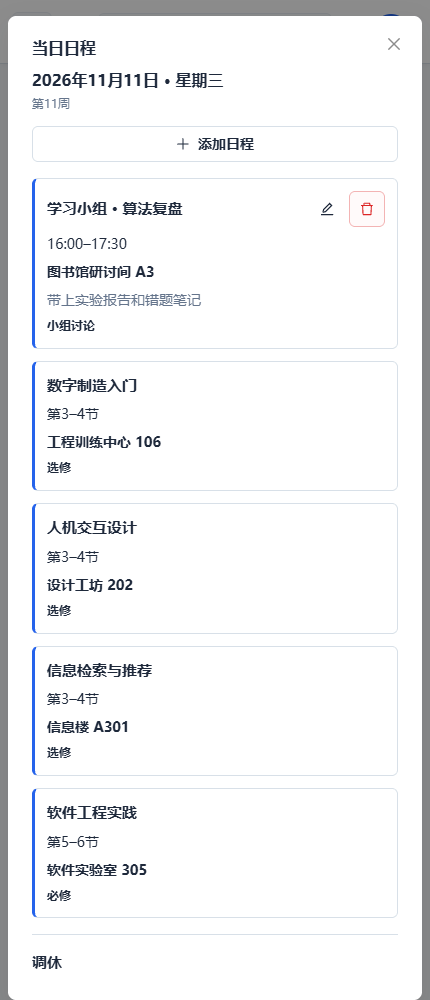 当日日程
2026年11月11日 • 星期三
第11周
添加日程
学习小组 • 算法复盘
16:00–17:30
图书馆研讨间 A3
带上实验报告和错题笔记
小组讨论
数字制造入门
第3–4节
工程训练中心 106
选修
人机交互设计
第3–4节
设计工坊 202
选修
信息检索与推荐
第3–4节
信息楼 A301
选修
软件工程实践
第5–6节
软件实验室 305
必修
调休